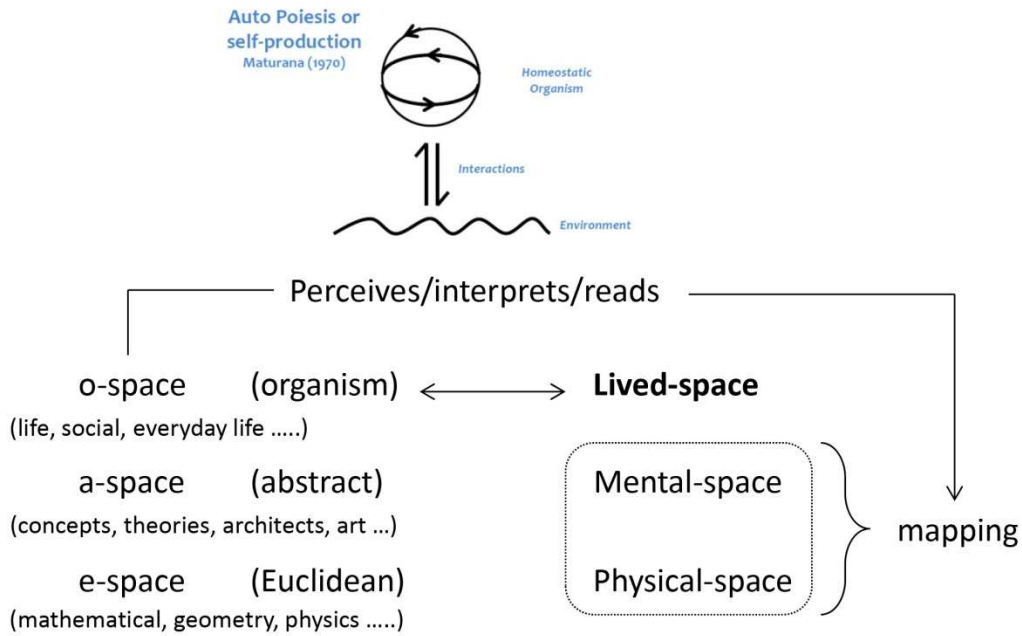 Auto Poiesis or
self-production
Maturana (1970)
Homeostatic
Organism
Interactions
Environment
Perceives/interprets/reads
o-space (organism) Lived-space
(life, social, everyday life .....)
a-space (abstract) Mental-space
(concepts, theories, architects, art ...)
mapping
e-space (Euclidean) Physical-space
(mathematical, geometry, physics .....)